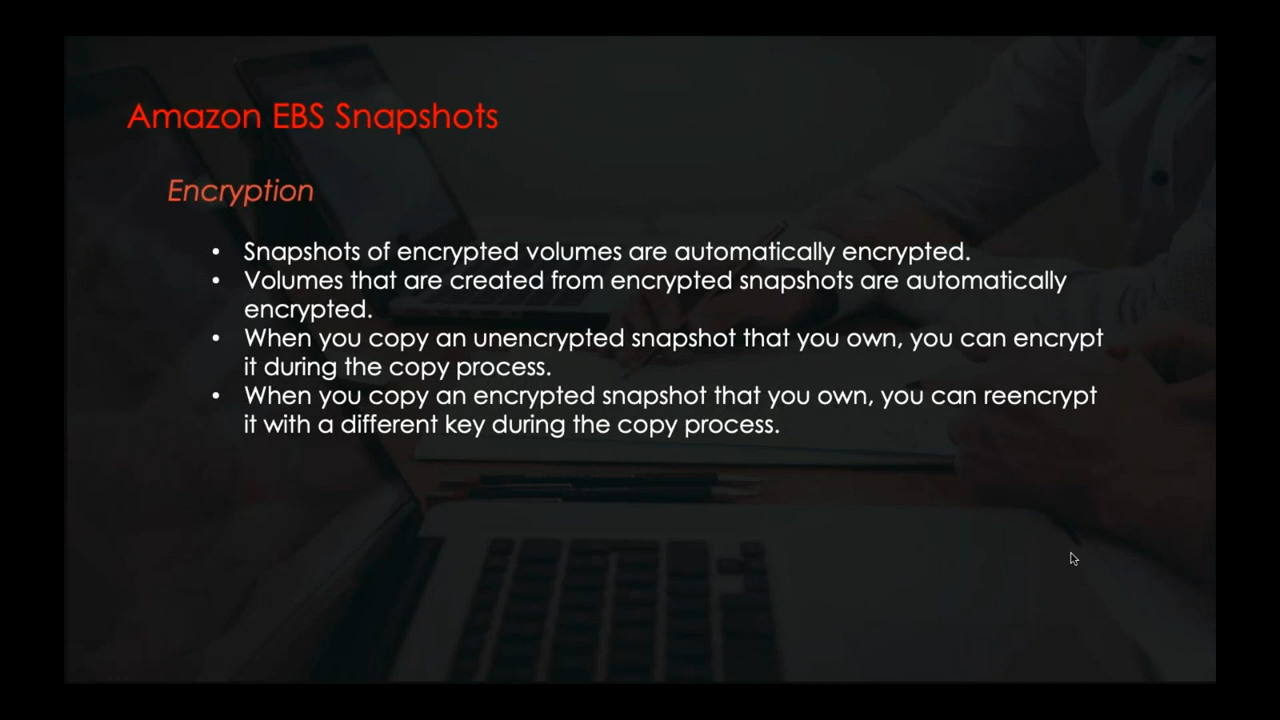 Amazon EBS Snapshots
Encryption
• Snapshots of encrypted volumes are automatically encrypted.
• Volumes that are created from encrypted snapshots are automatically
encrypted.
• When you copy an unencrypted snapshot that you own, you can encrypt
it during the copy process.
• When you copy an encrypted snapshot that you own, you can reencrypt
it with a different key during the copy process.